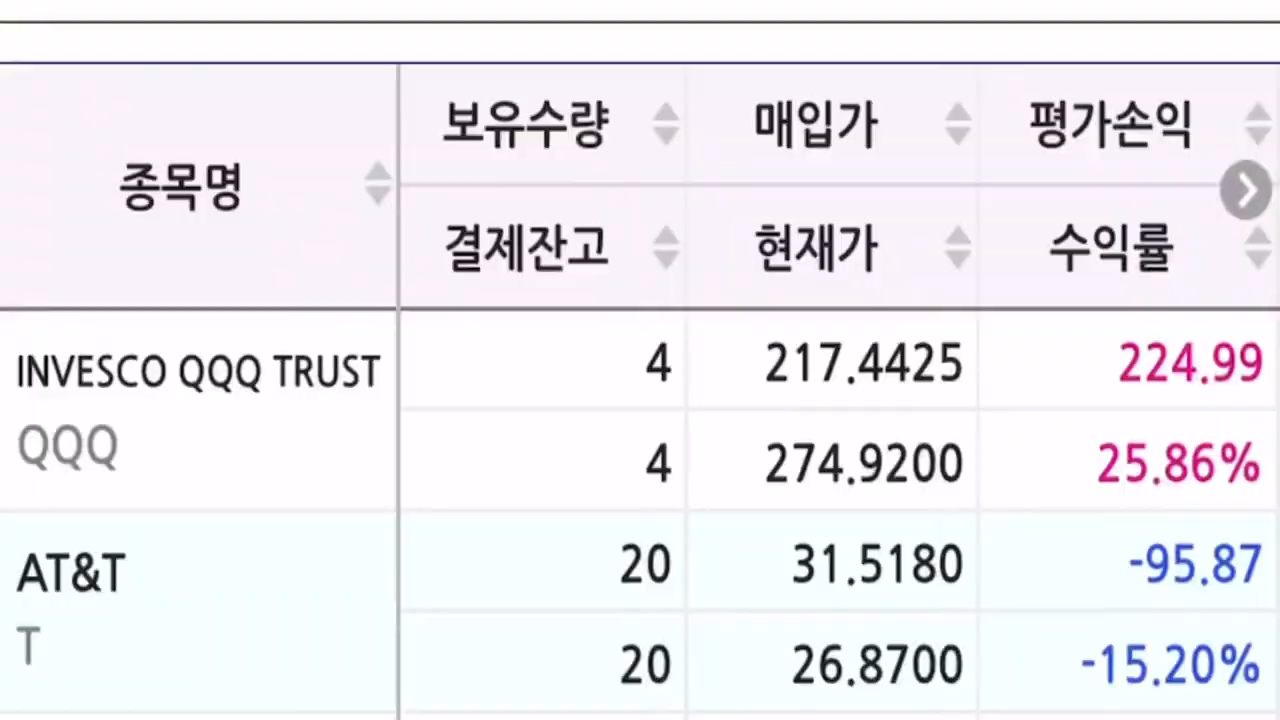 종목명
보유수량 매입가 평가손익
결제잔고 현재가 수익률
INVESCO QQQ TRUST 4 217.4425 224.99
QQQ 4 274.9200 25.86%
AT&T 20 31.5180 -95.87
T 20 26.8700 -15.20%